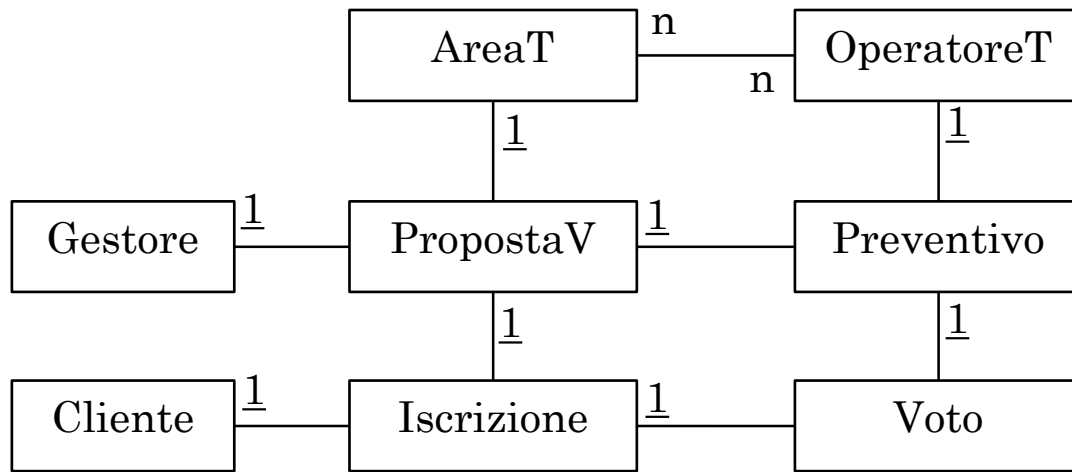 AreaT
n
n
OperatoreT
1
1
Gestore
1
PropostaV
1
Preventivo
1
1
Cliente
1
Iscrizione
1
Voto